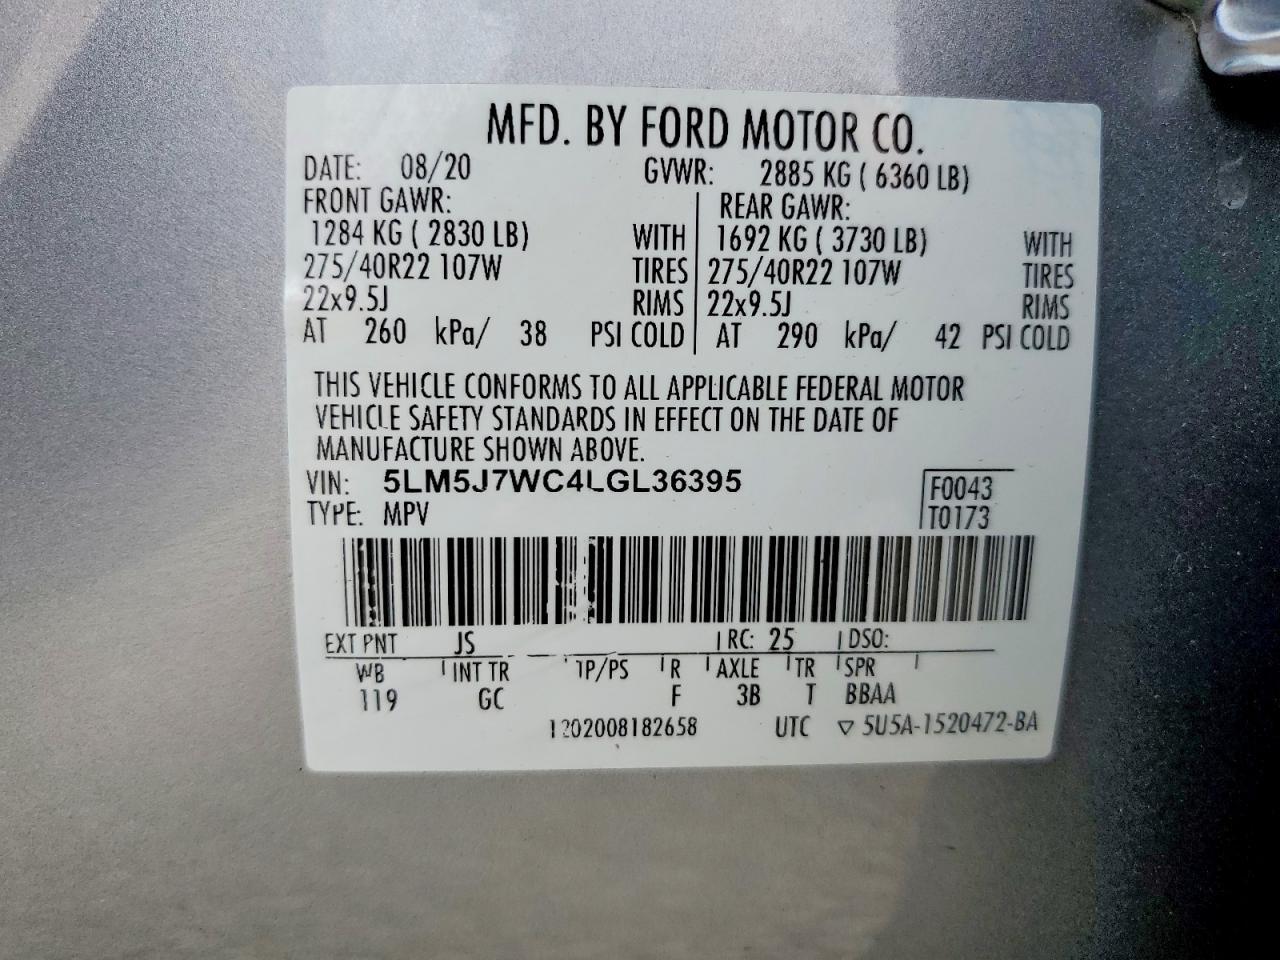 MFD. BY FORD MOTOR CO.
DATE: 08/20 GVWR: 2885 KG ( 6360 LB)
FRONT GAWR: REAR GAWR:
1284 KG ( 2830 LB) WITH 1692 KG ( 3730 LB) WITH
275/40R22 107W TIRES 275/40R22 107W TIRES
22x9.5J RIMS 22x9.5J RIMS
AT 260 kPa/ 38 PSI COLD AT 290 kPa/ 42 PSI COLD
THIS VEHICLE CONFORMS TO ALL APPLICABLE FEDERAL MOTOR
VEHICLE SAFETY STANDARDS IN EFFECT ON THE DATE OF
MANUFACTURE SHOWN ABOVE.
VIN: 5LM5J7WC4LGL36395
F0043
TYPE: MPV T0173
EXT PNT JS RC: 25 DSO:
WB INT TR TP/PS R AXLE TR SPR
119 GC F 3B T BBAA
1202008182658 UTC ▽ 5U5A-1520472-BA